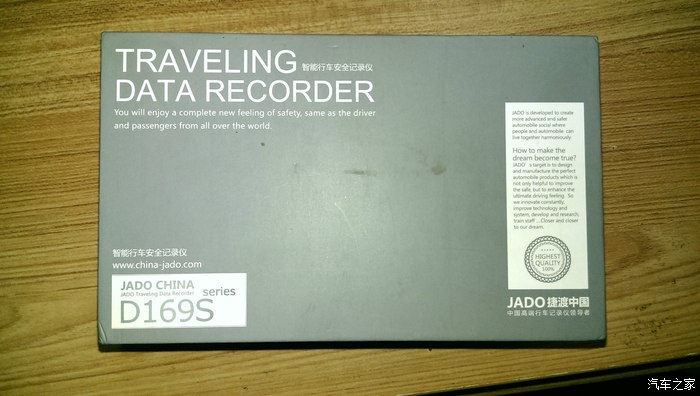 TRAVELING 智能行车安全记录仪
DATA RECORDER
You will enjoy a complete new feeling of safety, same as the driver
and passengers from all over the world.
JADO is developed to create
more advanced and safer
automobile social where
people and automobile can
live together harmoniously.
How to make the
dream become true?
JADO's target is to design
and manufacture the perfect
automobile products which is
not only helpful to improve
the safe, but to enhance the
ultimate driving feeling. So
we innovate constantly,
improve technology and
system, develop and research,
train staff ....Closer and closer
to our dream.
HIGHEST
QUALITY
100%
JADO 捷渡中国
中国高端行车记录仪领导者
智能行车安全记录仪
www.china-jado.com
JADO CHINA
JADO Traveling Data Recorder series
D169S
汽车之家